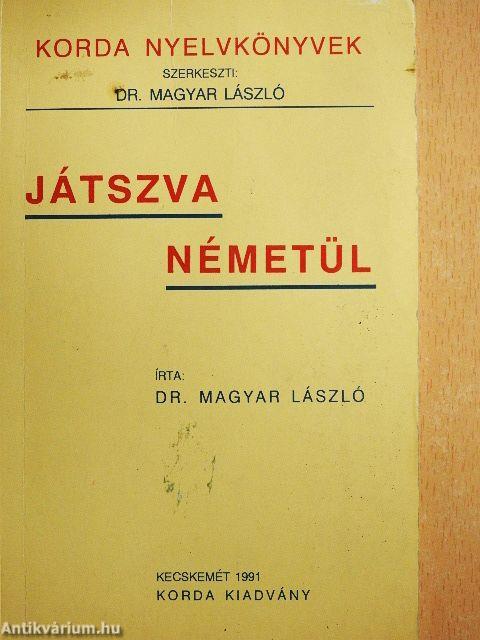 KORDA NYELVKÖNYVEK
SZERKESZTI:
DR. MAGYAR LÁSZLÓ
JÁTSZVA
NÉMETÜL
ÍRTA:
DR. MAGYAR LÁSZLÓ
KECSKEMÉT 1991
KORDA KIADVÁNY
Antikvárium.hu